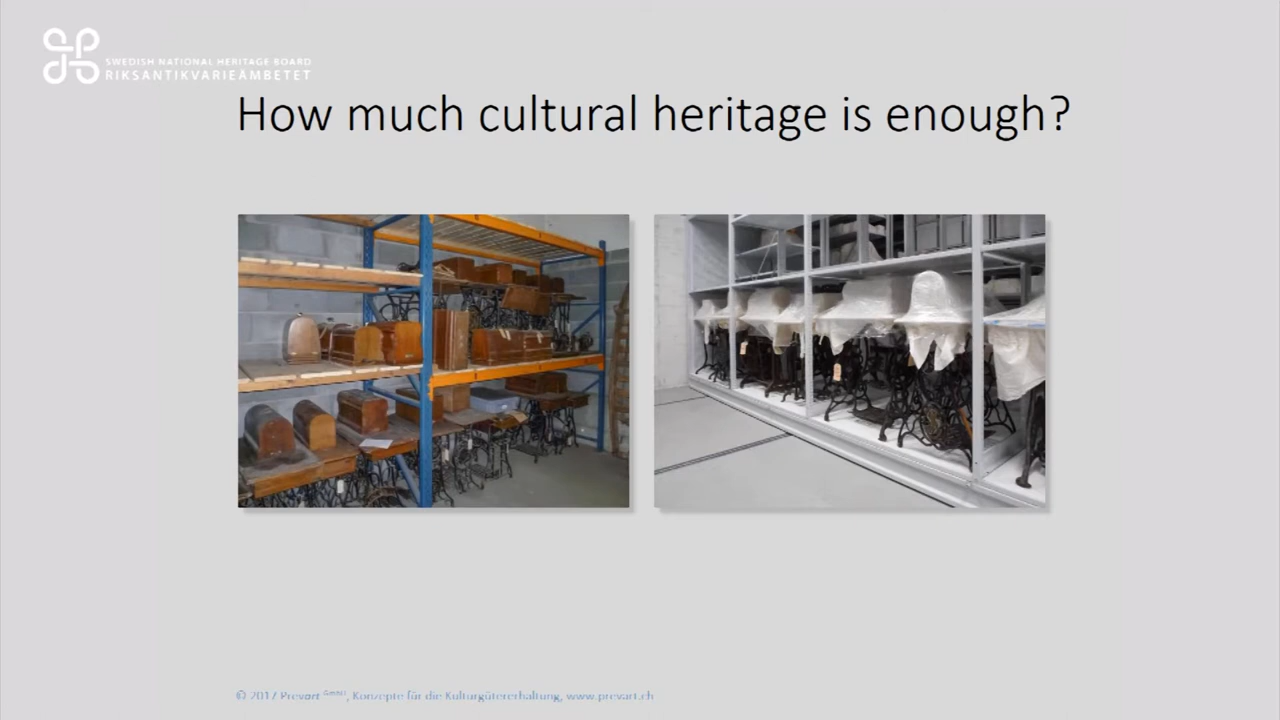 SWEDISH NATIONAL HERITAGE BOARD
RIKSANTIKVARIEÄMBETET
How much cultural heritage is enough?
© 2017 Prevart GmbH, Konzepte für die Kulturgütererhaltung, www.prevart.ch